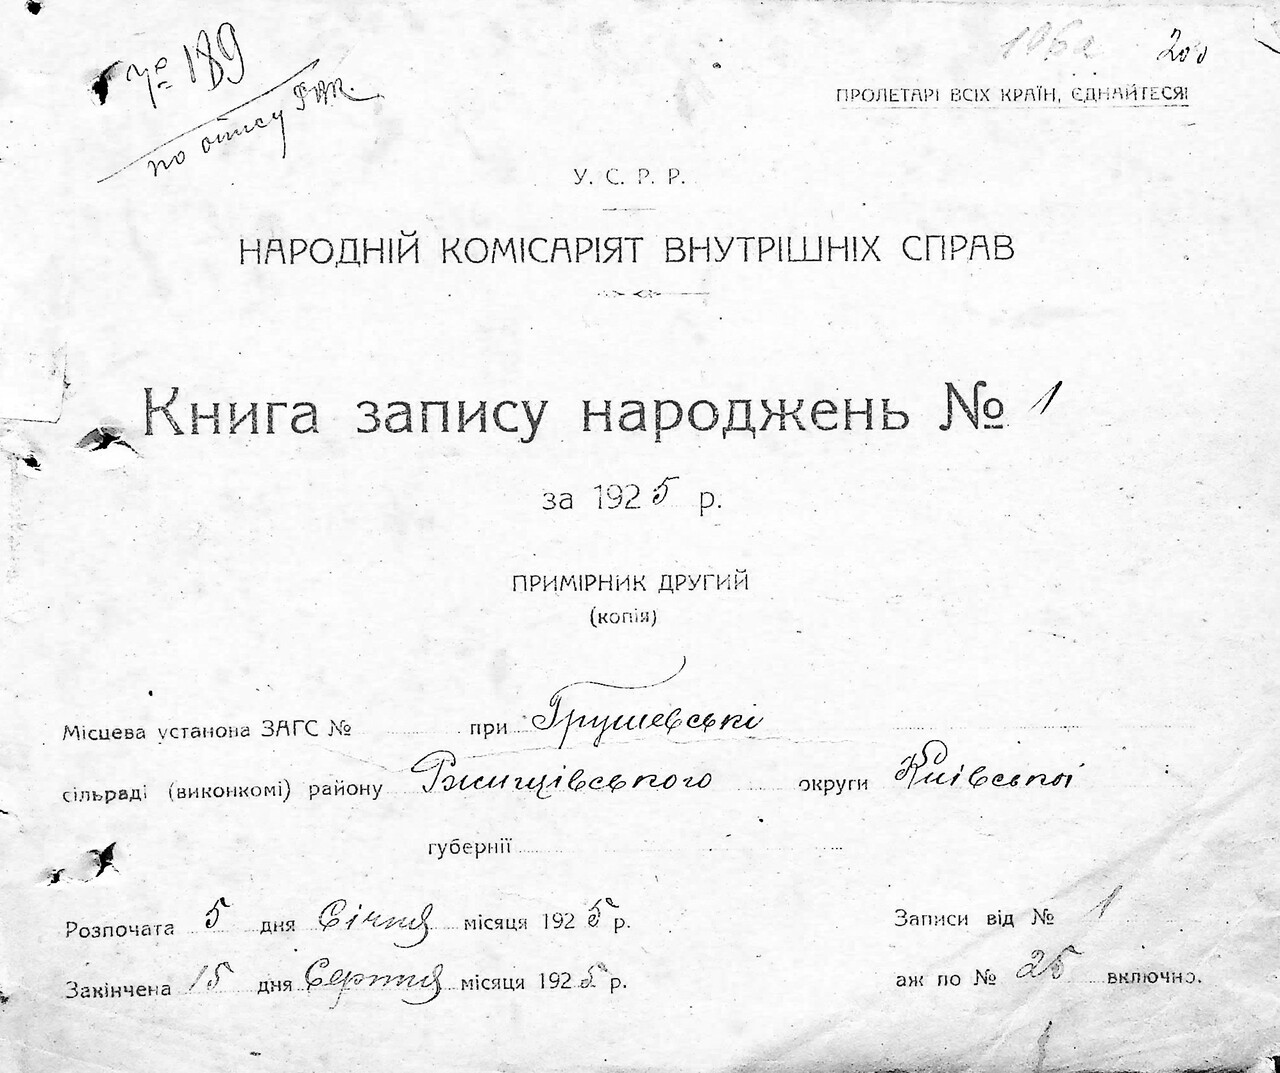 № 189
по опису
200
ПРОЛЕТАРІ ВСІХ КРАЇН, ЄДНАЙТЕСЯ!
У. С. Р. Р.
НАРОДНІЙ КОМІСАРІЯТ ВНУТРІШНІХ СПРАВ
Книга запису народжень № 1
за 1925 р.
ПРИМІРНИК ДРУГИЙ
(копія)
Місцева установа ЗАГС № при Грушевські
сільраді (виконкомі) району Ржищівського округи Київської
губернії
Розпочата 5 дня Січня місяця 1925 р. Записи від № 1
Закінчена 15 дня Серпня місяця 1925 р. аж по № 25 включно.